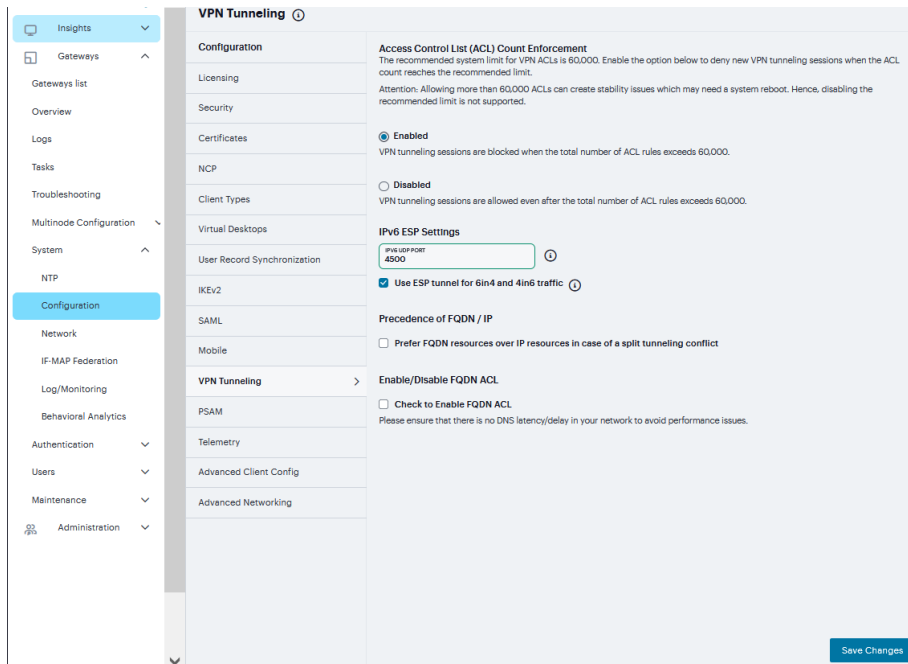 Insights
Gateways
Gateways list
Overview
Logs
Tasks
Troubleshooting
Multinode Configuration
System
NTP
Configuration
Network
IF-MAP Federation
Log/Monitoring
Behavioral Analytics
Authentication
Users
Maintenance
Administration
VPN Tunneling
Configuration
Licensing
Security
Certificates
NCP
Client Types
Virtual Desktops
User Record Synchronization
IKEv2
SAML
Mobile
VPN Tunneling
PSAM
Telemetry
Advanced Client Config
Advanced Networking
Access Control List (ACL) Count Enforcement
The recommended system limit for VPN ACLs is 60,000. Enable the option below to deny new VPN tunneling sessions when the ACL
count reaches the recommended limit.
Attention: Allowing more than 60,000 ACLs can create stability issues which may need a system reboot. Hence, disabling the
recommended limit is not supported.
Enabled
VPN tunneling sessions are blocked when the total number of ACL rules exceeds 60,000.
Disabled
VPN tunneling sessions are allowed even after the total number of ACL rules exceeds 60,000.
IPv6 ESP Settings
IPV6 UDP PORT
4500
Use ESP tunnel for 6in4 and 4in6 traffic
Precedence of FQDN / IP
Prefer FQDN resources over IP resources in case of a split tunneling conflict
Enable/Disable FQDN ACL
Check to Enable FQDN ACL
Please ensure that there is no DNS latency/delay in your network to avoid performance issues.
Save Changes